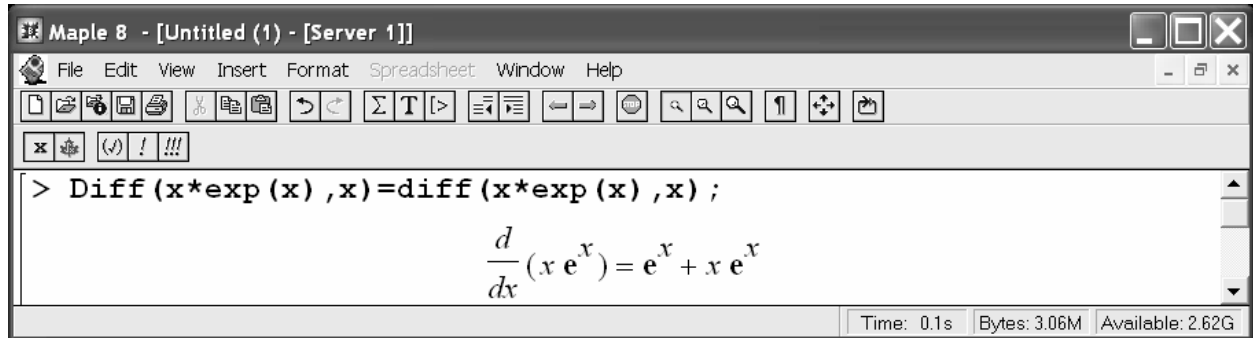 Maple 8 - [Untitled (1) - [Server 1]]
File Edit View Insert Format Spreadsheet Window Help
Σ T [> STOP ¶
x (√) ! !!!
> Diff(x*exp(x),x)=diff(x*exp(x),x);
d/dx (x e^x) = e^x + x e^x
Time: 0.1s Bytes: 3.06M Available: 2.62G